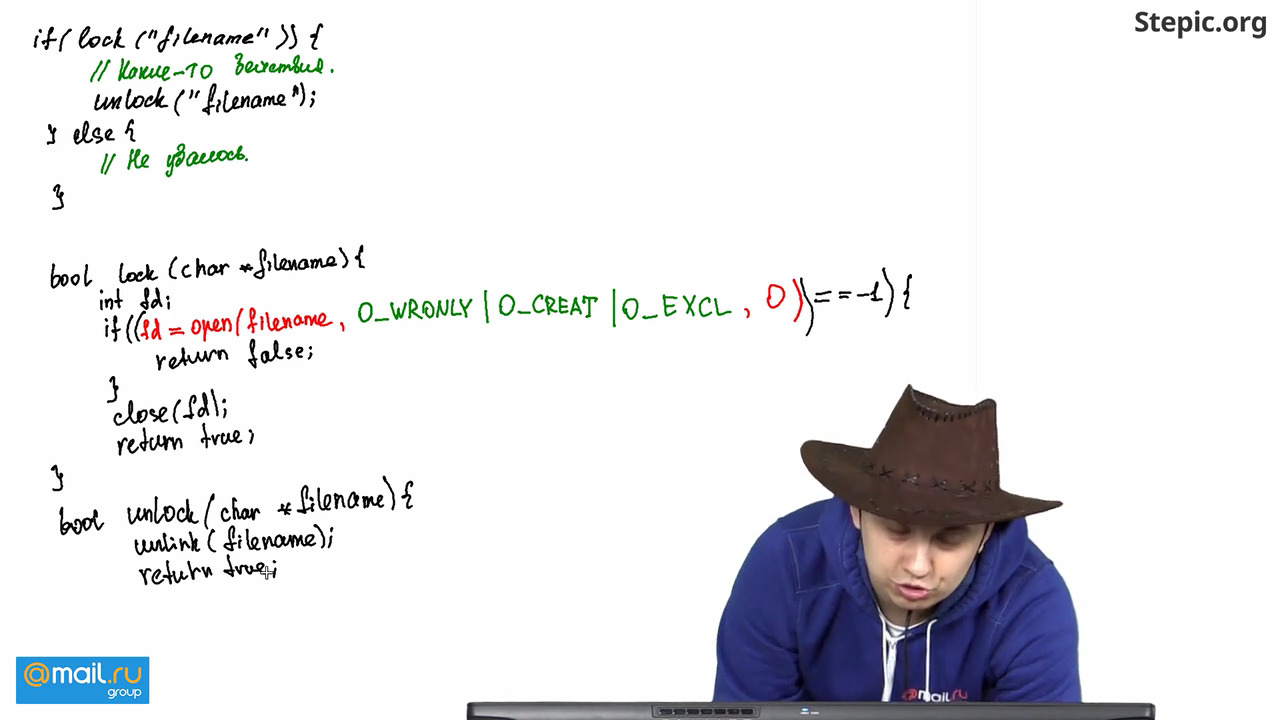 Stepic.org
if( lock ("filename" )) {
// Какие-то действия.
unlock ("filename");
} else {
// Не удалось.
}
bool lock (char *filename) {
int fd;
if((fd = open(filename, O_WRONLY | O_CREAT | O_EXCL, 0)) == -1) {
return false;
}
close(fd);
return true;
}
bool unlock (char *filename) {
unlink (filename);
return true;
@mail.ru
group
@mail.ru